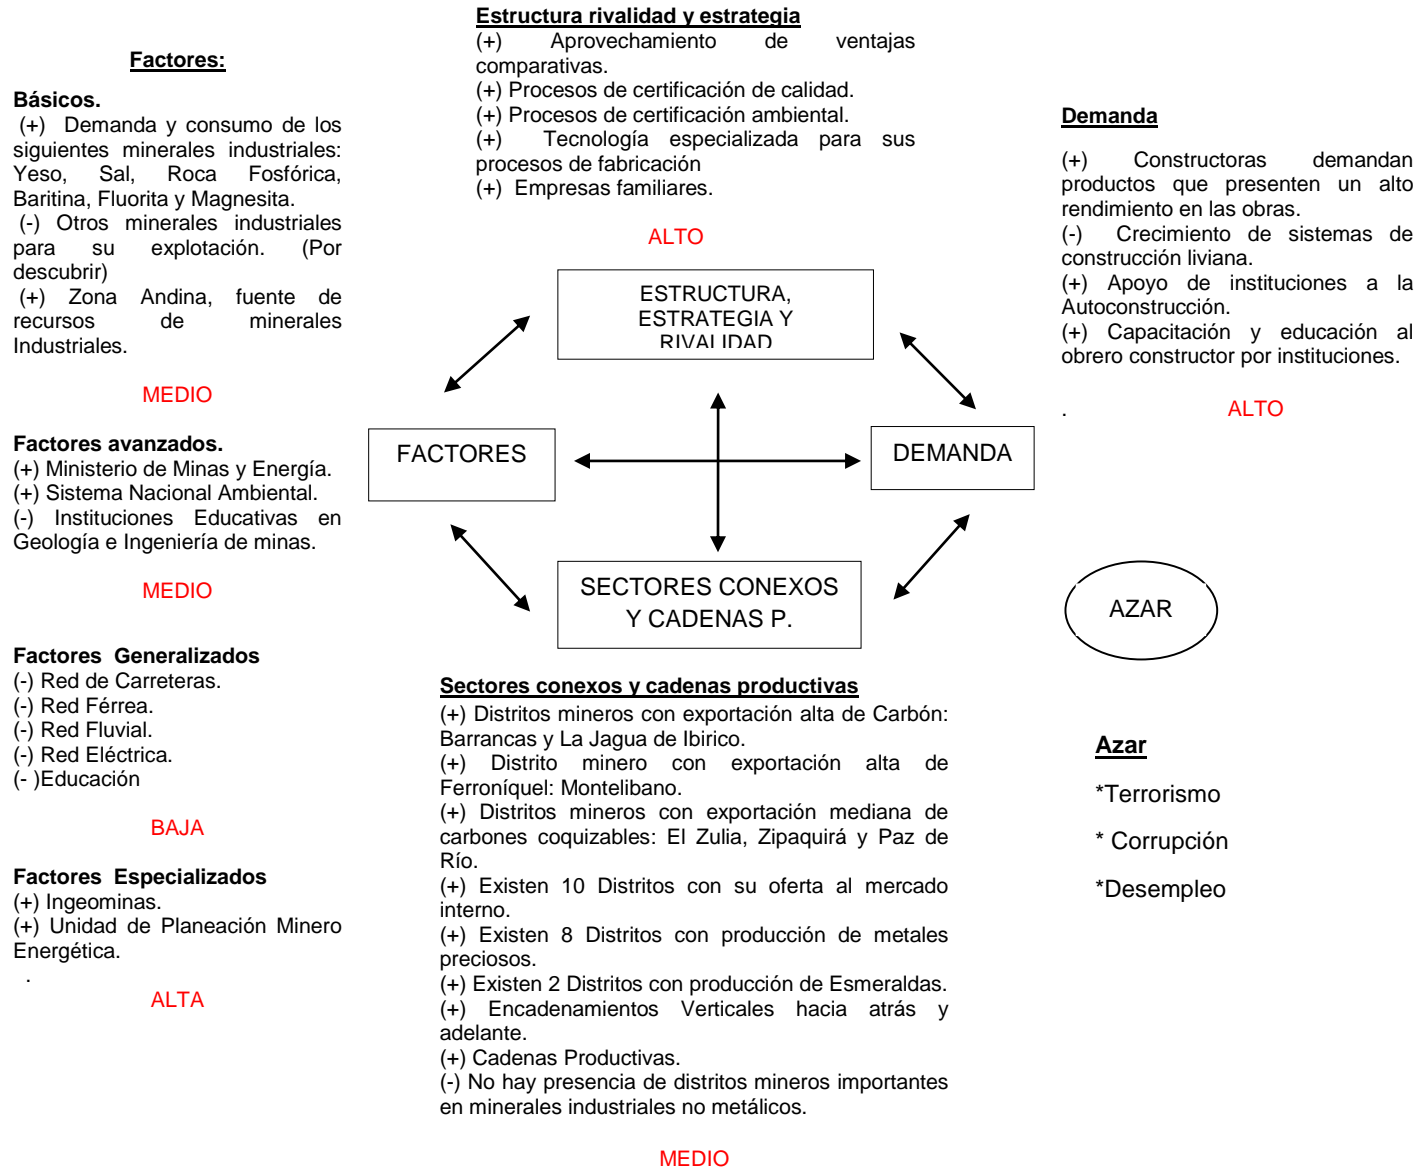 Factores:
Básicos.
(+) Demanda y consumo de los
siguientes minerales industriales:
Yeso, Sal, Roca Fosfórica,
Baritina, Fluorita y Magnesita.
(-) Otros minerales industriales
para su explotación. (Por
descubrir)
(+) Zona Andina, fuente de
recursos de minerales
Industriales.
MEDIO
Factores avanzados.
(+) Ministerio de Minas y Energía.
(+) Sistema Nacional Ambiental.
(-) Instituciones Educativas en
Geología e Ingeniería de minas.
MEDIO
Factores Generalizados
(-) Red de Carreteras.
(-) Red Férrea.
(-) Red Fluvial.
(-) Red Eléctrica.
(- )Educación
BAJA
Factores Especializados
(+) Ingeominas.
(+) Unidad de Planeación Minero
Energética.
.
ALTA
Estructura rivalidad y estrategia
(+) Aprovechamiento de ventajas
comparativas.
(+) Procesos de certificación de calidad.
(+) Procesos de certificación ambiental.
(+) Tecnología especializada para sus
procesos de fabricación
(+) Empresas familiares.
ALTO
ESTRUCTURA,
ESTRATEGIA Y
RIVALIDAD
FACTORES
DEMANDA
SECTORES CONEXOS
Y CADENAS P.
Sectores conexos y cadenas productivas
(+) Distritos mineros con exportación alta de Carbón:
Barrancas y La Jagua de Ibirico.
(+) Distrito minero con exportación alta de
Ferroníquel: Montelibano.
(+) Distritos mineros con exportación mediana de
carbones coquizables: El Zulia, Zipaquirá y Paz de
Río.
(+) Existen 10 Distritos con su oferta al mercado
interno.
(+) Existen 8 Distritos con producción de metales
preciosos.
(+) Existen 2 Distritos con producción de Esmeraldas.
(+) Encadenamientos Verticales hacia atrás y
adelante.
(+) Cadenas Productivas.
(-) No hay presencia de distritos mineros importantes
en minerales industriales no metálicos.
MEDIO
Demanda
(+) Constructoras demandan
productos que presenten un alto
rendimiento en las obras.
(-) Crecimiento de sistemas de
construcción liviana.
(+) Apoyo de instituciones a la
Autoconstrucción.
(+) Capacitación y educación al
obrero constructor por instituciones.
. ALTO
AZAR
Azar
*Terrorismo
* Corrupción
*Desempleo